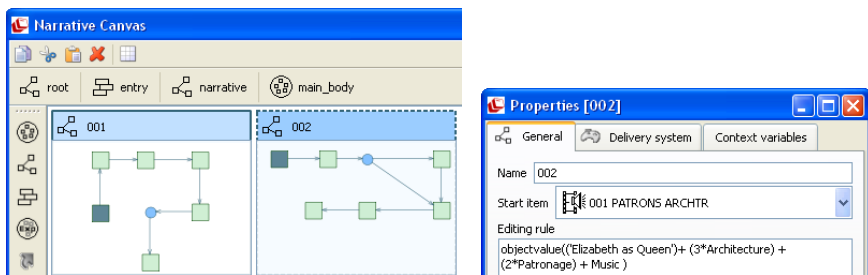 Narrative Canvas
root entry narrative main_body
001 002
Exp
Properties [002]
General Delivery system Context variables
Name 002
Start item 001 PATRONS ARCHTR
Editing rule
objectvalue(('Elizabeth as Queen')+ (3*Architecture) +
(2*Patronage) + Music )